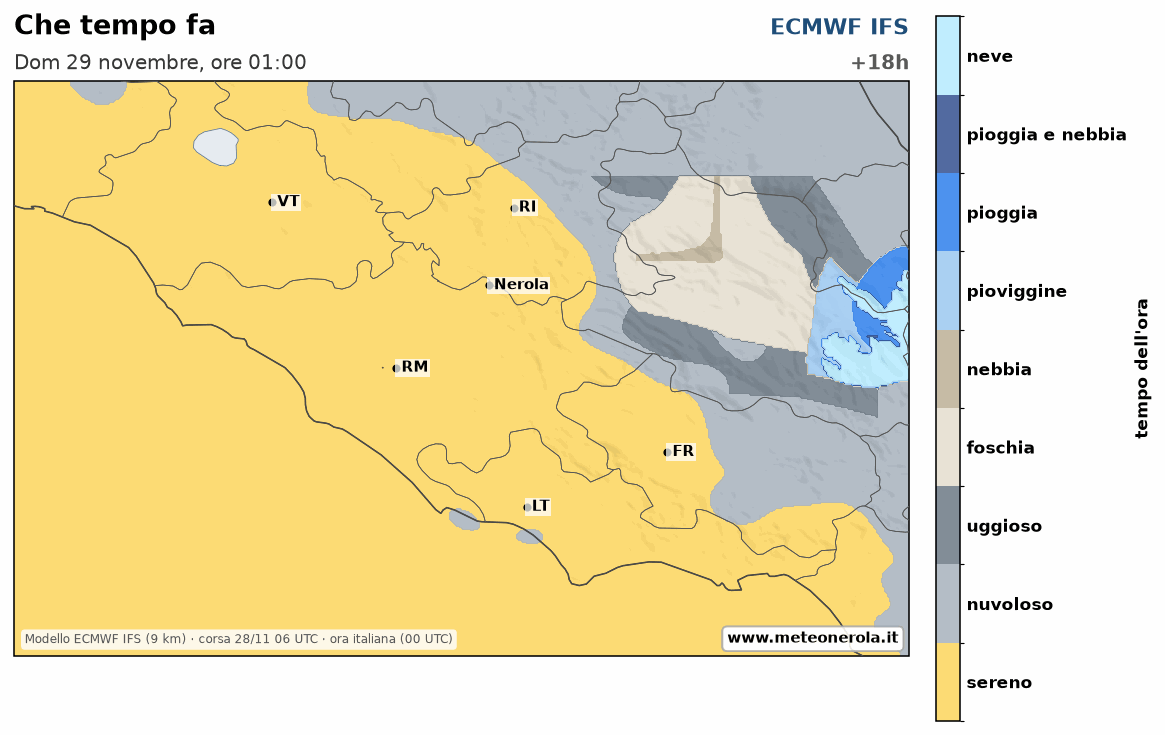 Che tempo fa
ECMWF IFS
Dom 29 novembre, ore 01:00
+18h
VT
RI
Nerola
RM
FR
LT
Modello ECMWF IFS (9 km) · corsa 28/11 06 UTC · ora italiana (00 UTC)
www.meteonerola.it
neve
pioggia e nebbia
pioggia
pioviggine
nebbia
foschia
uggioso
nuvoloso
sereno
tempo dell'ora